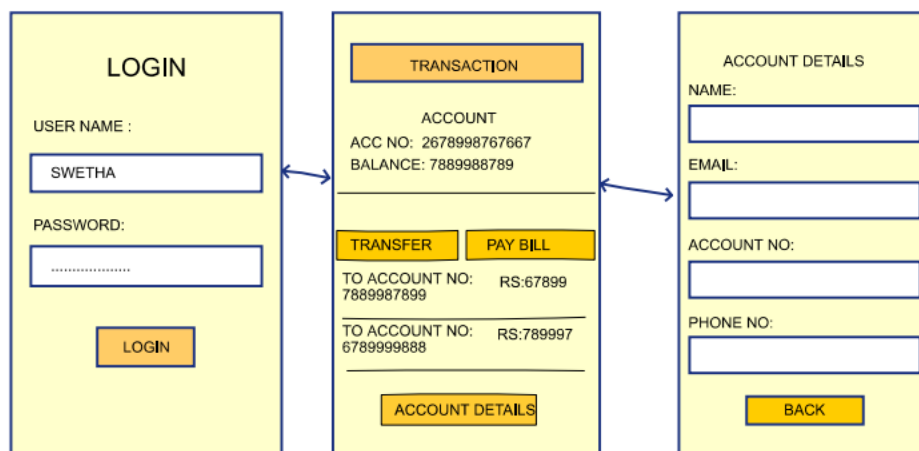 LOGIN
USER NAME :
SWETHA
PASSWORD:
...................
LOGIN
TRANSACTION
ACCOUNT
ACC NO: 2678998767667
BALANCE: 7889988789
TRANSFER PAY BILL
TO ACCOUNT NO: RS:67899
7889987899
TO ACCOUNT NO: RS:789997
6789999888
ACCOUNT DETAILS
ACCOUNT DETAILS
NAME:
EMAIL:
ACCOUNT NO:
PHONE NO:
BACK